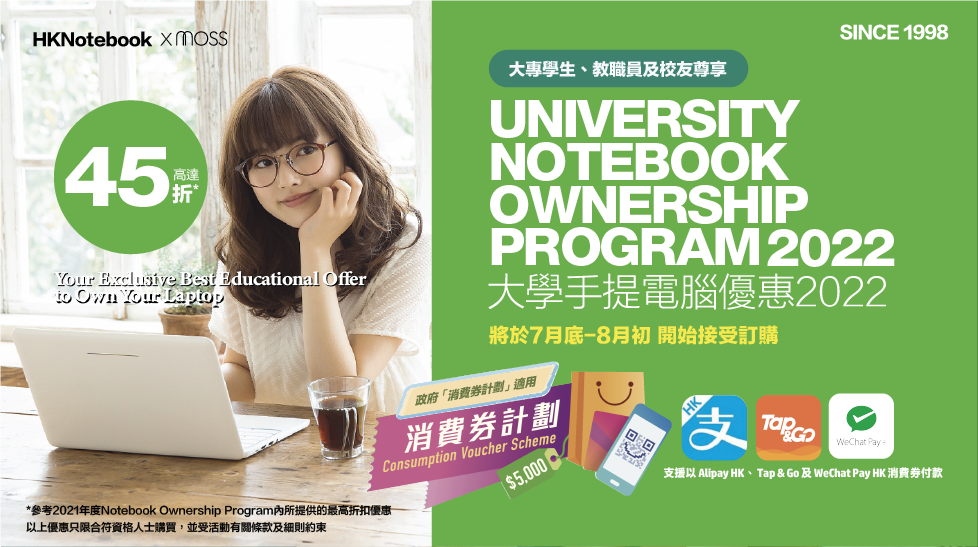 HKNotebook X moss
SINCE 1998
45
高達
折*
Your Exclusive Best Educational Offer
to Own Your Laptop
大專學生、教職員及校友尊享
UNIVERSITY
NOTEBOOK
OWNERSHIP
PROGRAM 2022
大學手提電腦優惠2022
將於7月底-8月初 開始接受訂購
政府「消費券計劃」適用
消費券計劃
Consumption Voucher Scheme
$5,000
HK
支
Tap
&Go
WeChat Pay
支援以 Alipay HK、 Tap & Go 及 WeChat Pay HK 消費券付款
*參考2021年度Notebook Ownership Program內所提供的最高折扣優惠
以上優惠只限合符資格人士購買，並受活動有關條款及細則約束